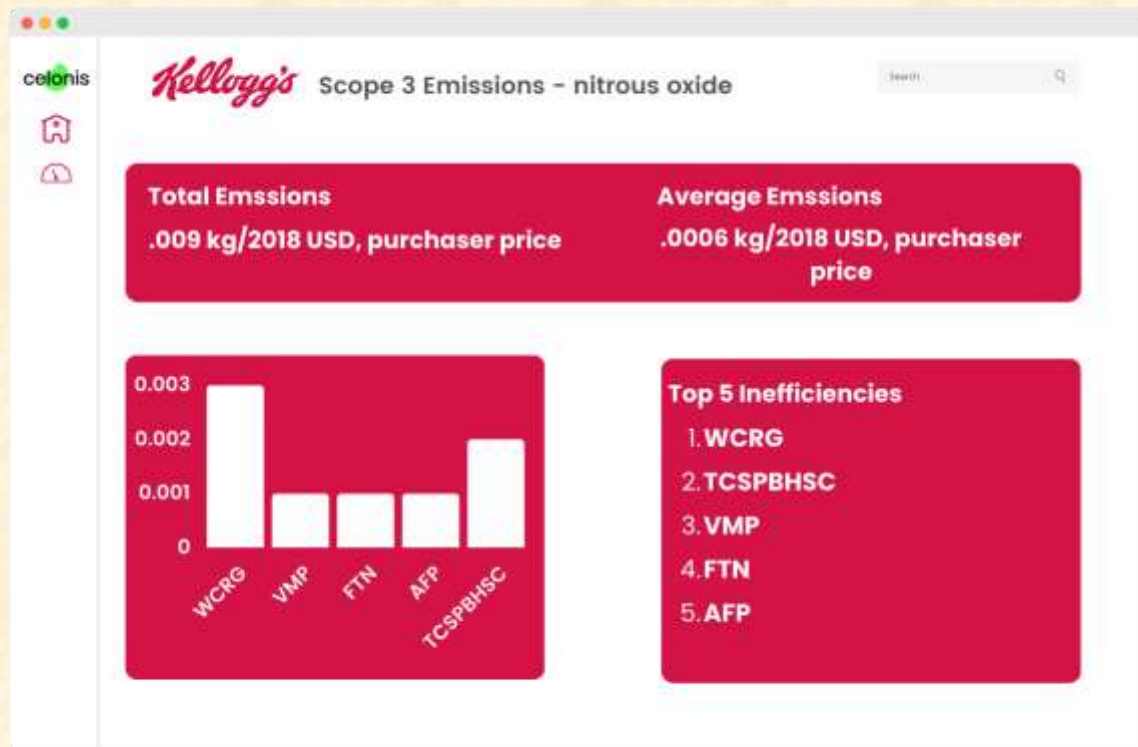 celonis
Kellogg's
Scope 3 Emissions - nitrous oxide
Search
Total Emssions
.009 kg/2018 USD, purchaser price
Average Emssions
.0006 kg/2018 USD, purchaser
price
0.003
0.002
0.001
0
WCRG
VMP
FTN
AFP
TCSPBHSC
Top 5 Inefficiencies
1. WCRG
2. TCSPBHSC
3. VMP
4. FTN
5. AFP